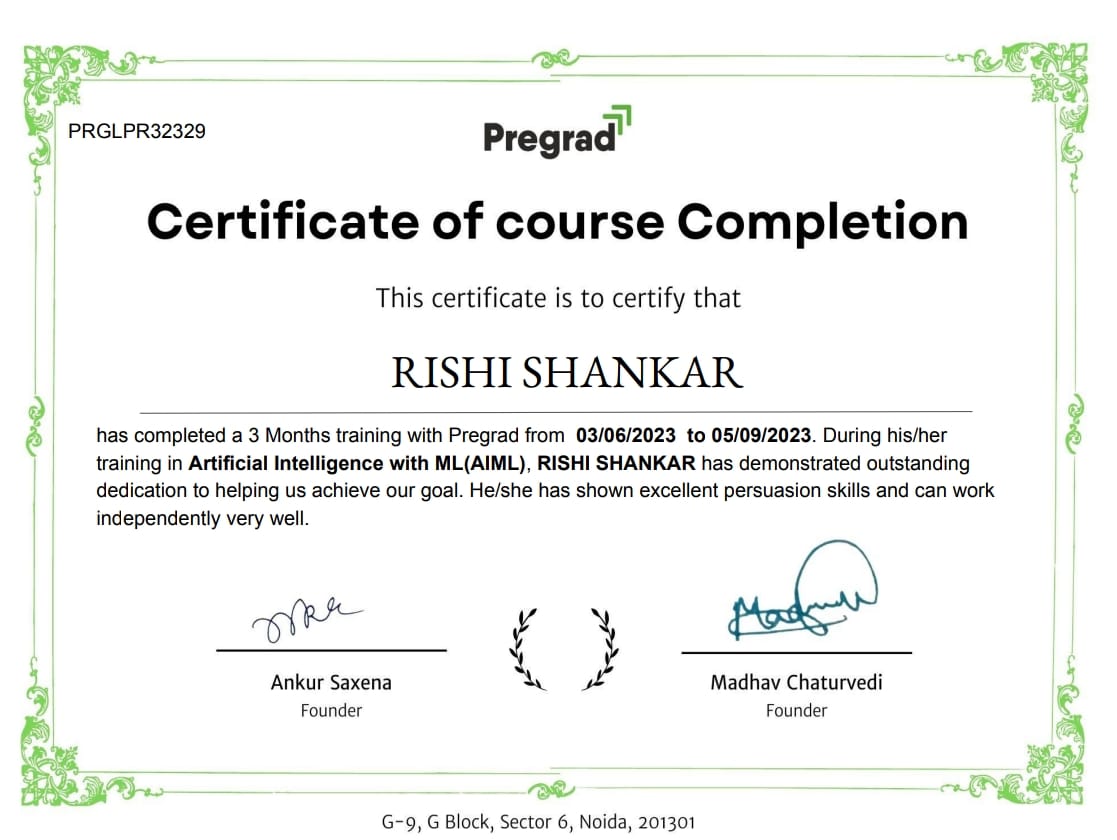 PRGLPR32329
Pregrad
Certificate of course Completion
This certificate is to certify that
RISHI SHANKAR
has completed a 3 Months training with Pregrad from 03/06/2023 to 05/09/2023. During his/her
training in Artificial Intelligence with ML(AIML), RISHI SHANKAR has demonstrated outstanding
dedication to helping us achieve our goal. He/she has shown excellent persuasion skills and can work
independently very well.
Ankur Saxena
Madhav Chaturvedi
Founder
Founder
G-9, G Block, Sector 6, Noida, 201301